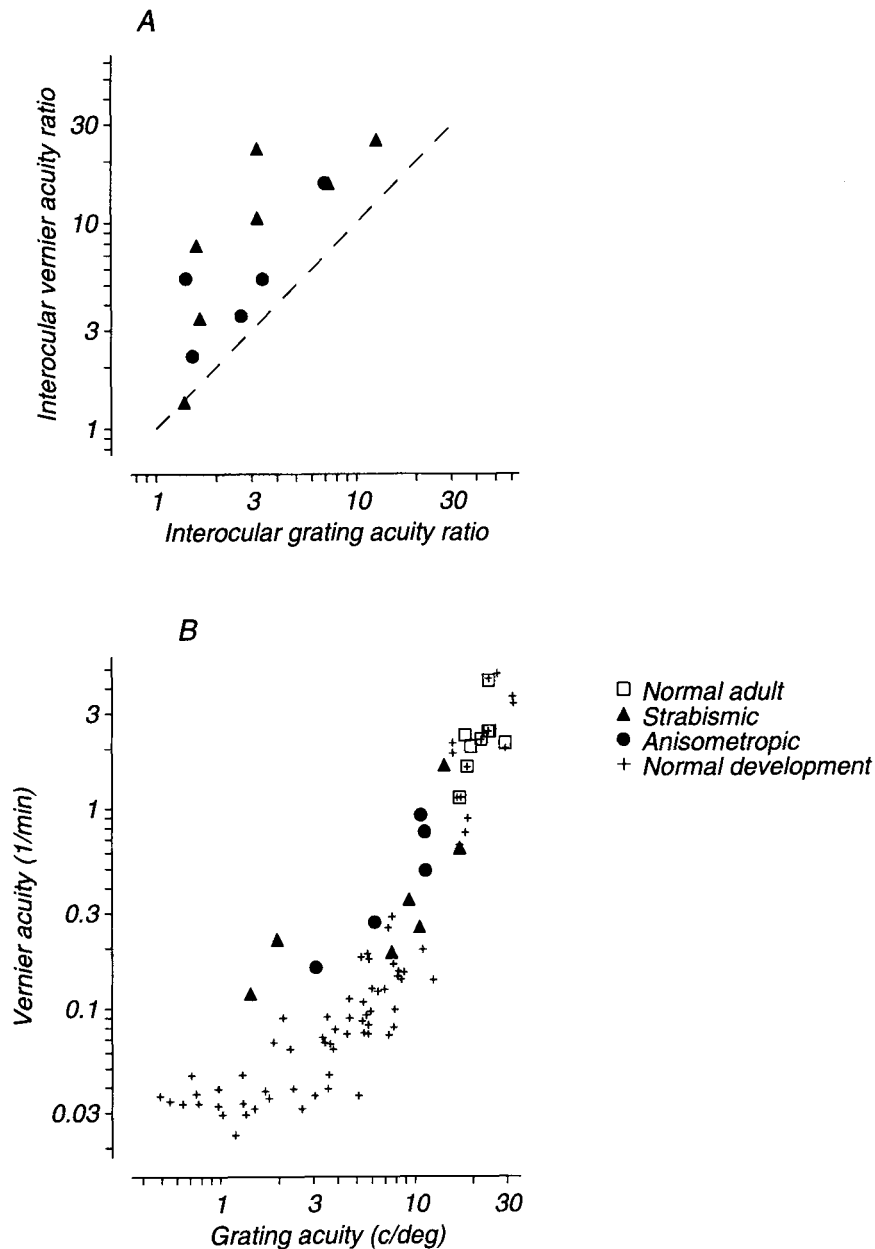 A
Interocular vernier acuity ratio
30
10
3
1
1 3 10 30
Interocular grating acuity ratio
B
Vernier acuity (1/min)
3
1
0.3
0.1
0.03
1 3 10 30
Grating acuity (c/deg)
Normal adult
Strabismic
Anisometropic
Normal development